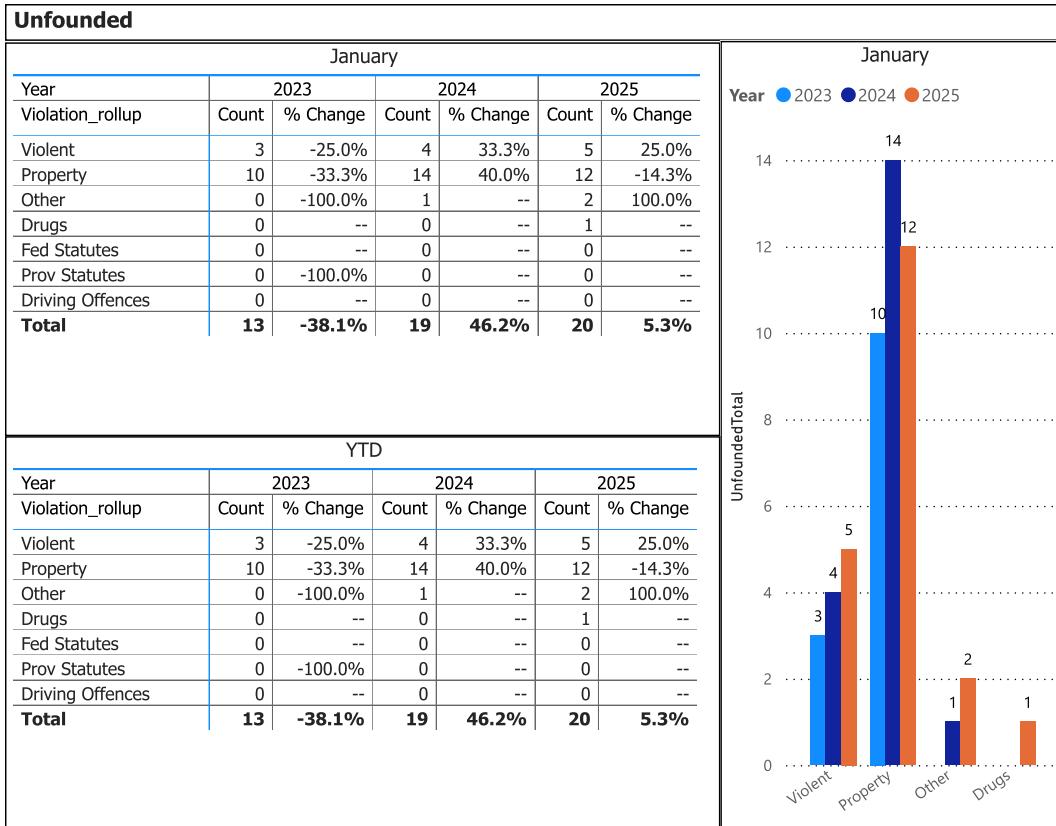 Unfounded
January
Year 2023 2024 2025
Violation_rollup Count % Change Count % Change Count % Change
Violent 3 -25.0% 4 33.3% 5 25.0%
Property 10 -33.3% 14 40.0% 12 -14.3%
Other 0 -100.0% 1 -- 2 100.0%
Drugs 0 -- 0 -- 1 --
Fed Statutes 0 -- 0 -- 0 --
Prov Statutes 0 -100.0% 0 -- 0 --
Driving Offences 0 -- 0 -- 0 --
Total 13 -38.1% 19 46.2% 20 5.3%
YTD
Year 2023 2024 2025
Violation_rollup Count % Change Count % Change Count % Change
Violent 3 -25.0% 4 33.3% 5 25.0%
Property 10 -33.3% 14 40.0% 12 -14.3%
Other 0 -100.0% 1 -- 2 100.0%
Drugs 0 -- 0 -- 1 --
Fed Statutes 0 -- 0 -- 0 --
Prov Statutes 0 -100.0% 0 -- 0 --
Driving Offences 0 -- 0 -- 0 --
Total 13 -38.1% 19 46.2% 20 5.3%
January
Year 2023 2024 2025
14
14
12
12
10
10
8
UnfoundedTotal
6
5
4
4
3
2
2
1
1
0
Violent Property Other Drugs